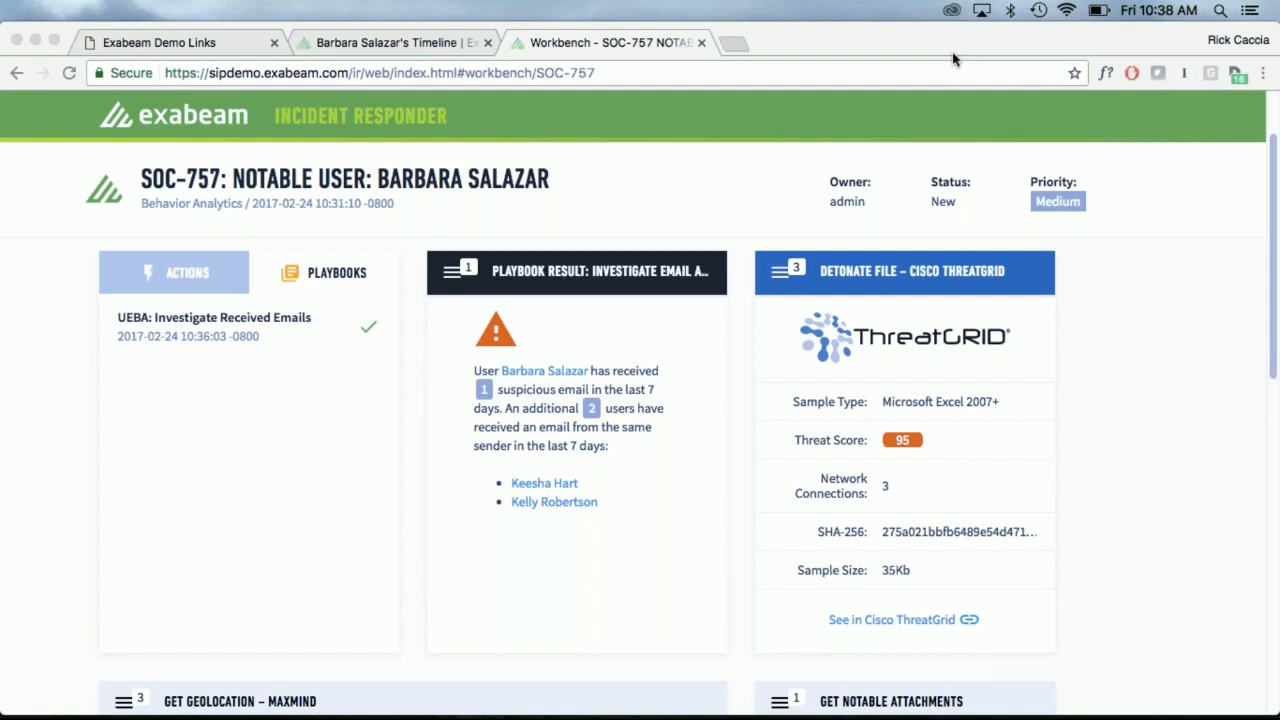 Fri 10:38 AM
Exabeam Demo Links
Barbara Salazar's Timeline | Ex
Workbench - SOC-757 NOTAB
Rick Caccia
Secure
https://sipdemo.exabeam.com/ir/web/index.html#workbench/SOC-757
f?
16
exabeam
INCIDENT RESPONDER
SOC-757: NOTABLE USER: BARBARA SALAZAR
Behavior Analytics / 2017-02-24 10:31:10 -0800
Owner:
admin
Status:
New
Priority:
Medium
ACTIONS
PLAYBOOKS
UEBA: Investigate Received Emails
2017-02-24 10:36:03 -0800
1
PLAYBOOK RESULT: INVESTIGATE EMAIL A...
User Barbara Salazar has received
1 suspicious email in the last 7
days. An additional 2 users have
received an email from the same
sender in the last 7 days:
Keesha Hart
Kelly Robertson
3
DETONATE FILE – CISCO THREATGRID
ThreatGRID®
Sample Type: Microsoft Excel 2007+
Threat Score: 95
Network
Connections: 3
SHA-256: 275a021bbfb6489e54d471...
Sample Size: 35Kb
See in Cisco ThreatGrid
3
GET GEOLOCATION – MAXMIND
1
GET NOTABLE ATTACHMENTS